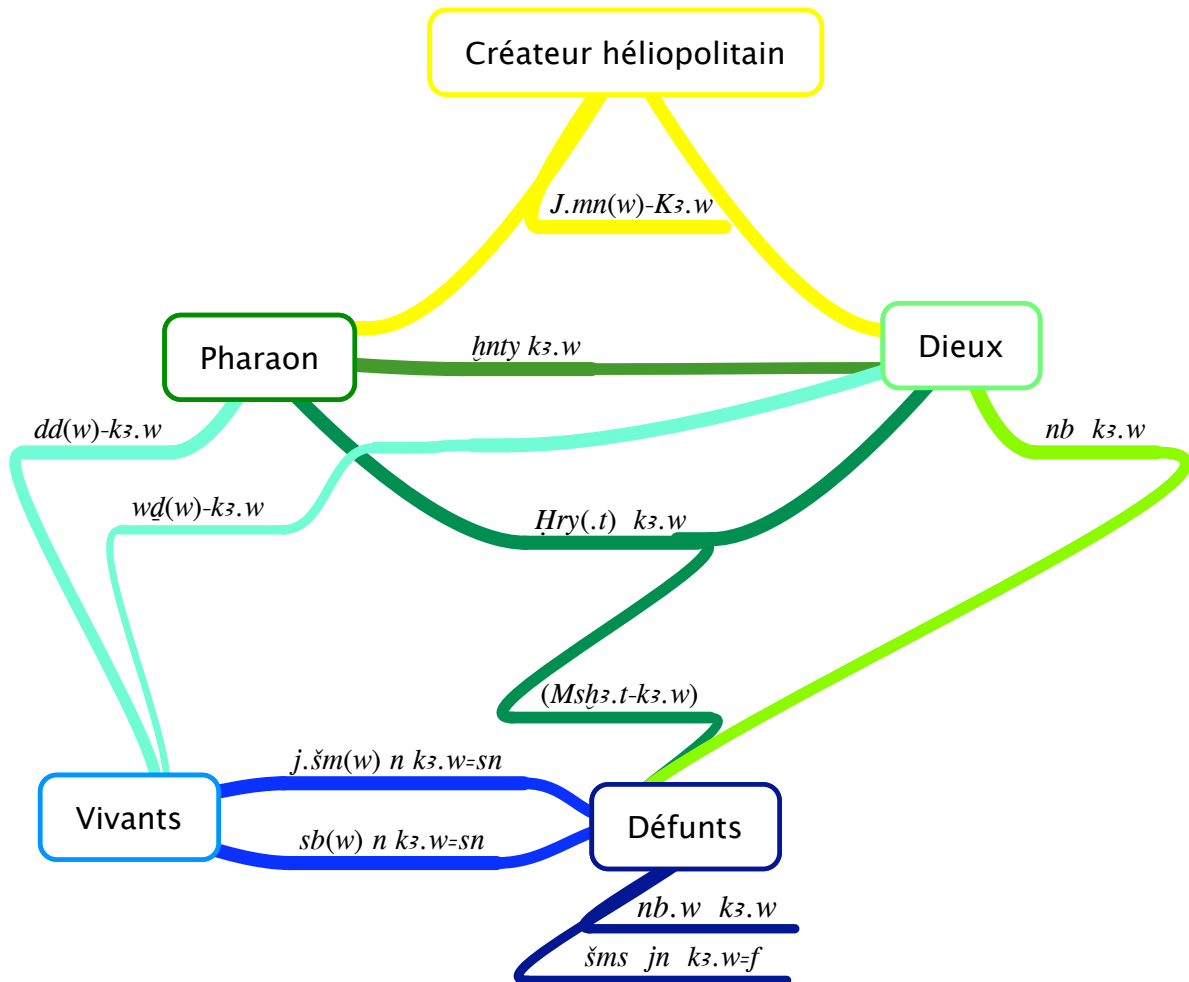 Créateur héliopolitain
J.mn(w)-Kꜣ.w
Pharaon
ḫnty kꜣ.w
Dieux
dd(w)-kꜣ.w
nb kꜣ.w
wḏ(w)-kꜣ.w
Ḥry(.t) kꜣ.w
(Msḫꜣ.t-kꜣ.w)
j.šm(w) n kꜣ.w=sn
Vivants
Défunts
sb(w) n kꜣ.w=sn
nb.w kꜣ.w
šms jn kꜣ.w=f